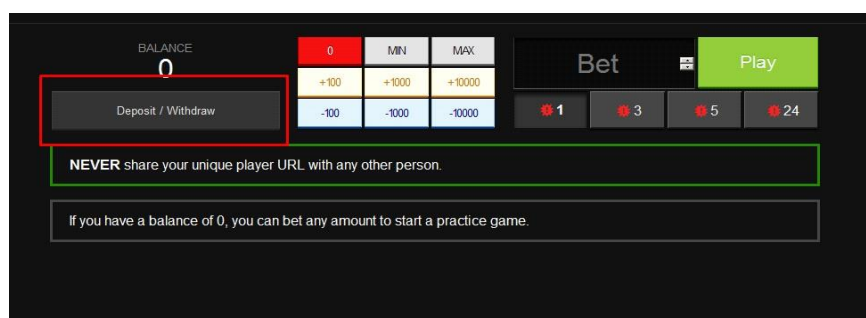 BALANCE
0
Deposit / Withdraw
0 MIN MAX
+100 +1000 +10000
-100 -1000 -10000
Bet
Play
1 3 5 24
NEVER share your unique player URL with any other person.
If you have a balance of 0, you can bet any amount to start a practice game.